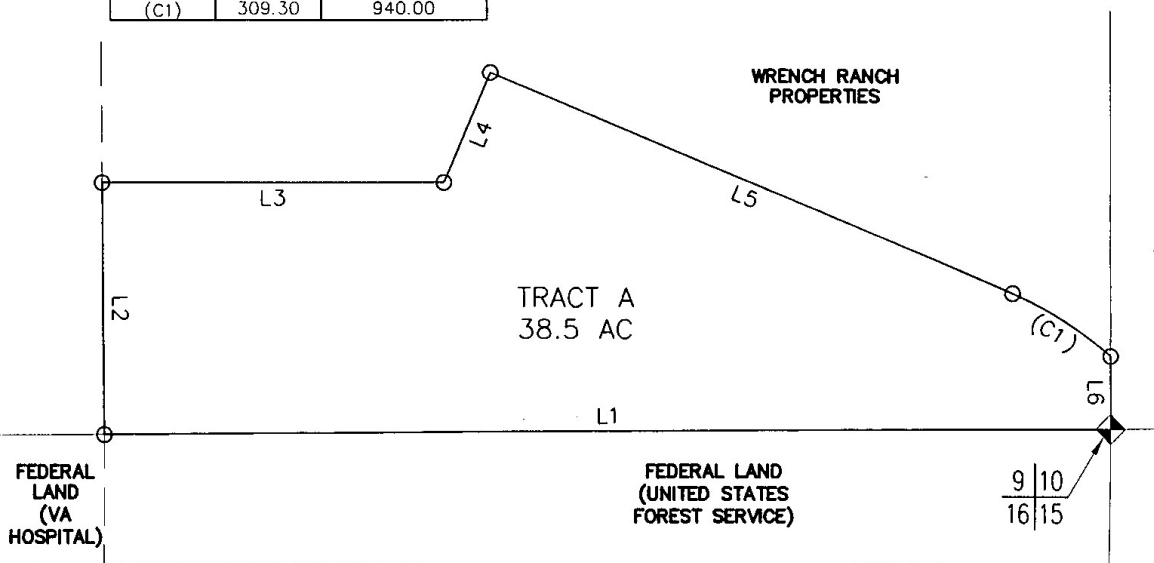 (C1) 309.30 940.00
WRENCH RANCH
PROPERTIES
L4
L3
L5
L2
TRACT A
38.5 AC
(C1)
L6
L1
FEDERAL
LAND
(VA
HOSPITAL)
FEDERAL LAND
(UNITED STATES
FOREST SERVICE)
9 10
16 15